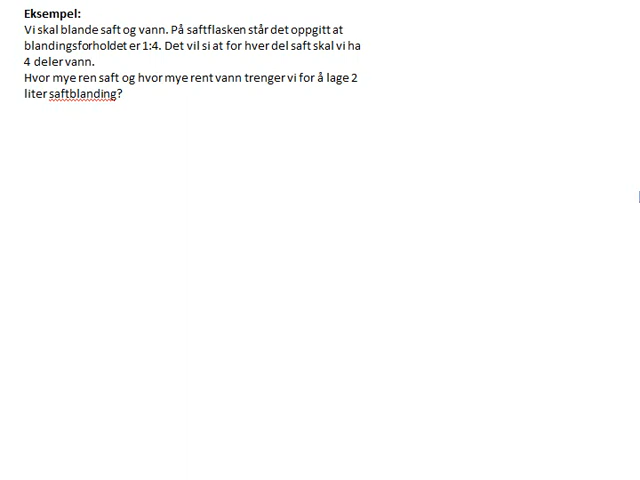 Eksempel:
Vi skal blande saft og vann. På saftflasken står det oppgitt at
blandingsforholdet er 1:4. Det vil si at for hver del saft skal vi ha
4 deler vann.
Hvor mye ren saft og hvor mye rent vann trenger vi for å lage 2
liter saftblanding?